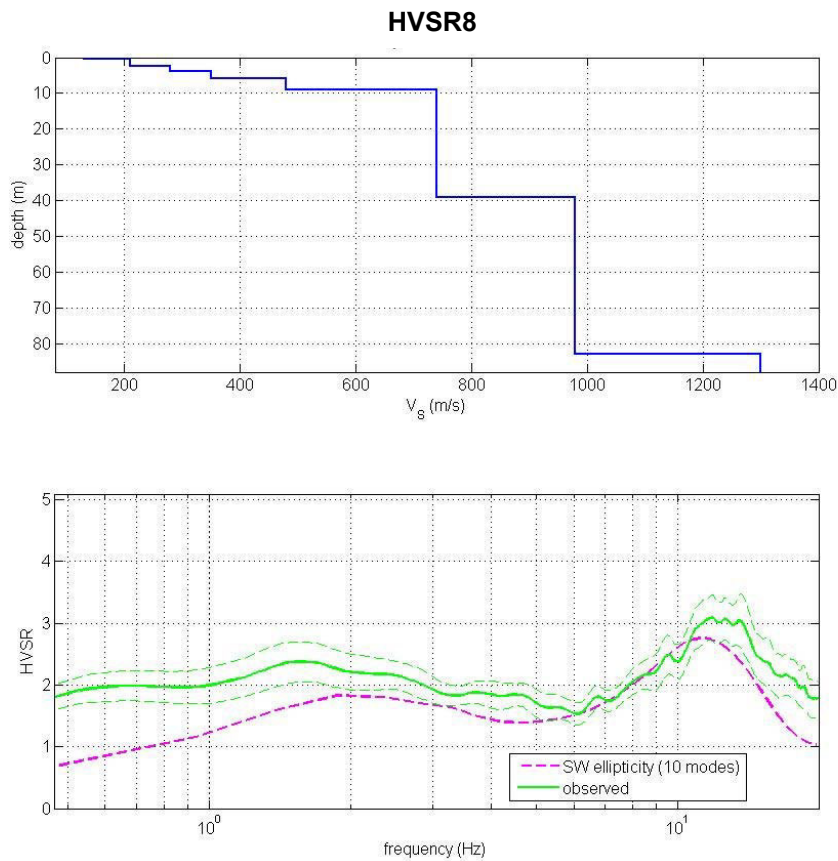 HVSR8
0
10
20
30
40
50
60
70
80
depth (m)
200 400 600 800 1000 1200 1400
V_S (m/s)
5
4
3
2
1
0
HVSR
SW ellipticity (10 modes)
observed
10^0 10^1
frequency (Hz)